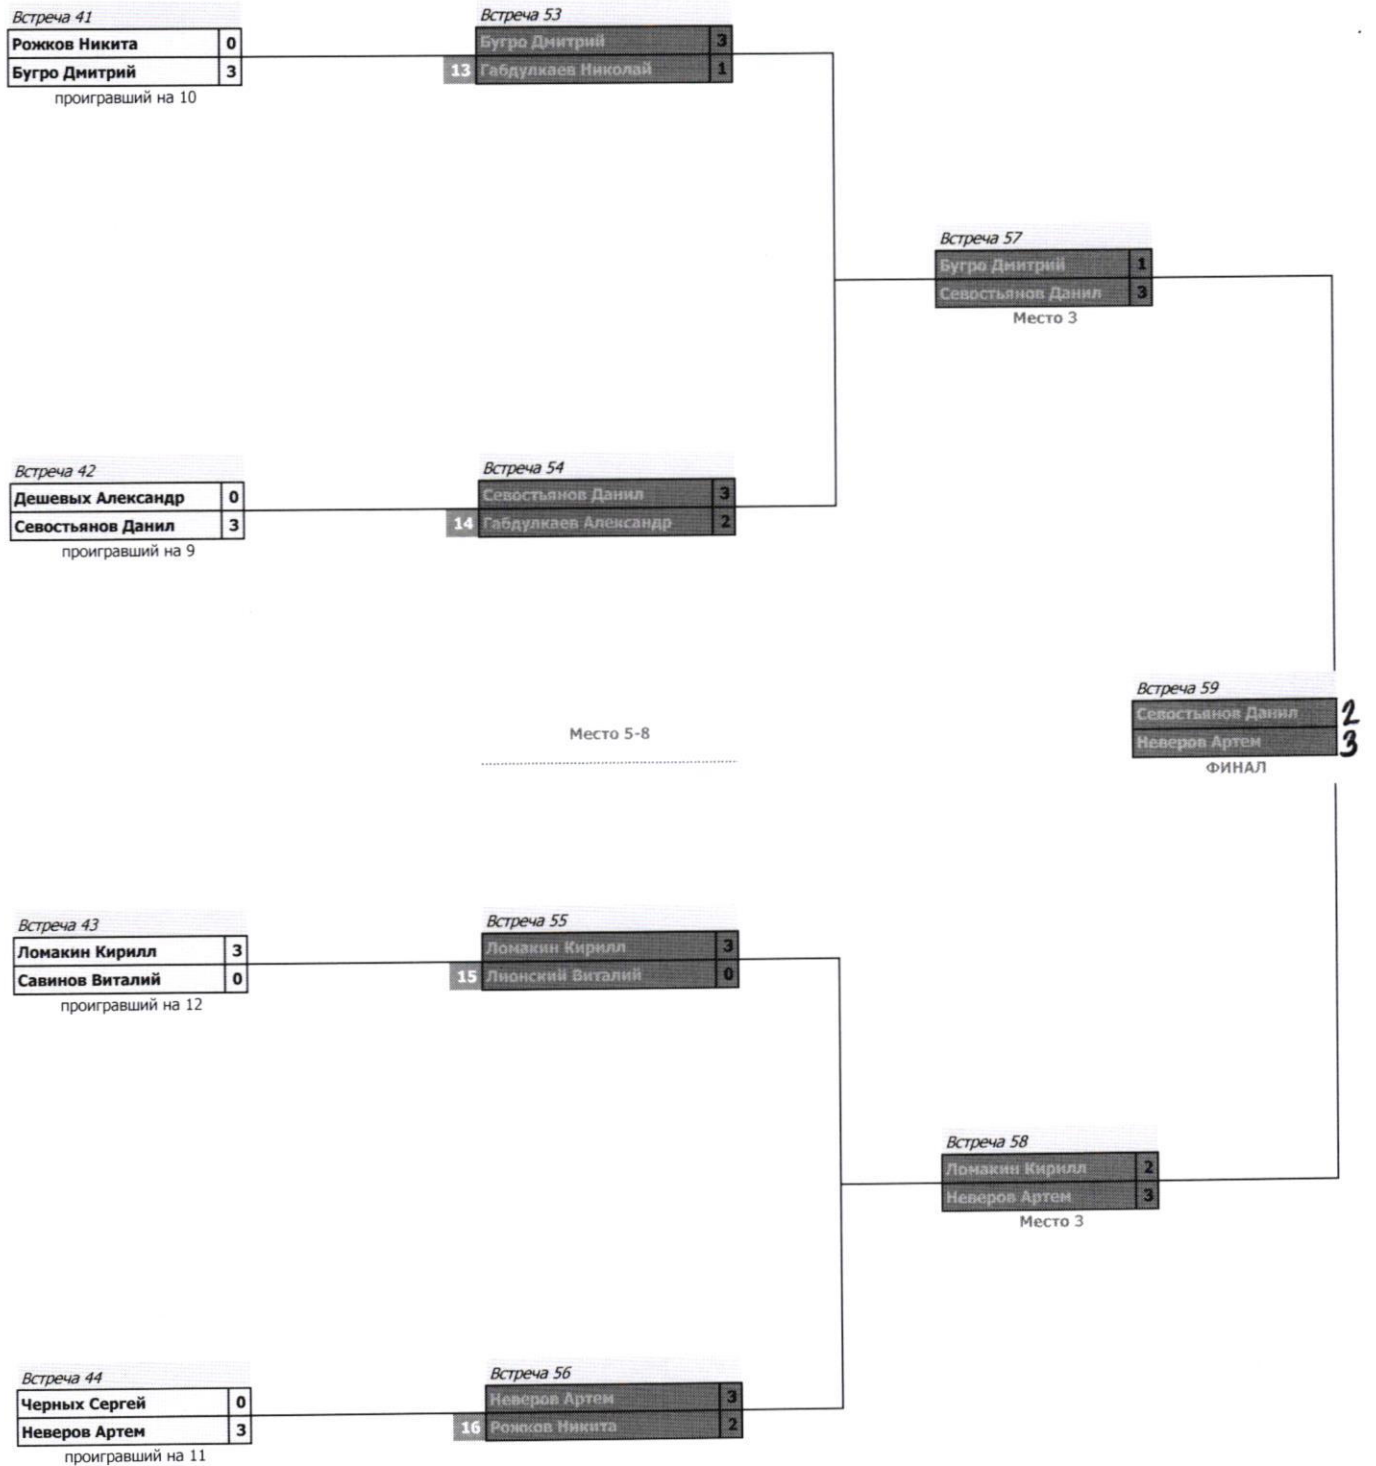 Встреча 41
Рожков Никита 0
Бугро Дмитрий 3
проигравший на 10
Встреча 53
Бугро Дмитрий 3
13 Габдулкаев Николай 1
Встреча 57
Бугро Дмитрий 1
Севостьянов Данил 3
Место 3
Встреча 42
Дешевых Александр 0
Севостьянов Данил 3
проигравший на 9
Встреча 54
Севостьянов Данил 3
14 Габдулкаев Александр 2
Встреча 59
Севостьянов Данил 2
Неверов Артем 3
ФИНАЛ
Место 5-8
Встреча 43
Ломакин Кирилл 3
Савинов Виталий 0
проигравший на 12
Встреча 55
Ломакин Кирилл 3
15 Лионский Виталий 0
Встреча 58
Ломакин Кирилл 2
Неверов Артем 3
Место 3
Встреча 44
Черных Сергей 0
Неверов Артем 3
проигравший на 11
Встреча 56
Неверов Артем 3
16 Рожков Никита 2